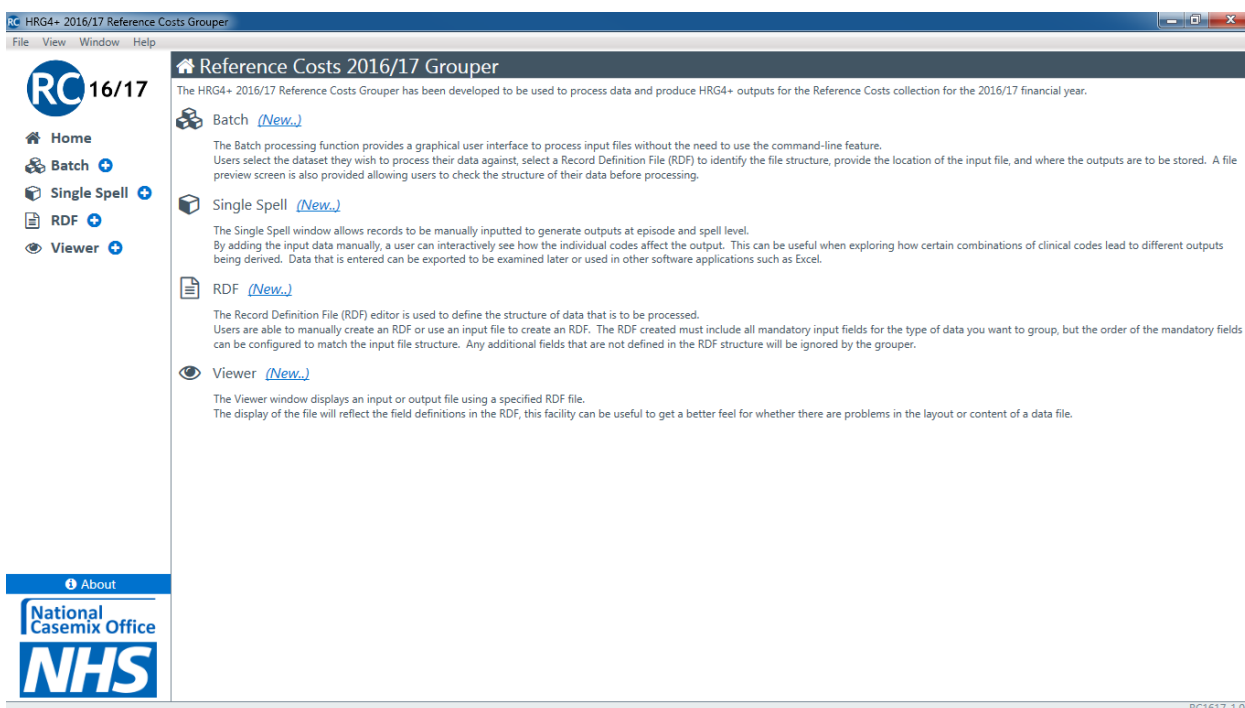 HRG4+ 2016/17 Reference Costs Grouper
File View Window Help
RC 16/17
Home
Batch
Single Spell
RDF
Viewer
About
National
Casemix Office
NHS
Reference Costs 2016/17 Grouper
The HRG4+ 2016/17 Reference Costs Grouper has been developed to be used to process data and produce HRG4+ outputs for the Reference Costs collection for the 2016/17 financial year.
Batch (New..)
The Batch processing function provides a graphical user interface to process input files without the need to use the command-line feature.
Users select the dataset they wish to process their data against, select a Record Definition File (RDF) to identify the file structure, provide the location of the input file, and where the outputs are to be stored. A file
preview screen is also provided allowing users to check the structure of their data before processing.
Single Spell (New..)
The Single Spell window allows records to be manually inputted to generate outputs at episode and spell level.
By adding the input data manually, a user can interactively see how the individual codes affect the output. This can be useful when exploring how certain combinations of clinical codes lead to different outputs
being derived. Data that is entered can be exported to be examined later or used in other software applications such as Excel.
RDF (New..)
The Record Definition File (RDF) editor is used to define the structure of data that is to be processed.
Users are able to manually create an RDF or use an input file to create an RDF. The RDF created must include all mandatory input fields for the type of data you want to group, but the order of the mandatory fields
can be configured to match the input file structure. Any additional fields that are not defined in the RDF structure will be ignored by the grouper.
Viewer (New..)
The Viewer window displays an input or output file using a specified RDF file.
The display of the file will reflect the field definitions in the RDF, this facility can be useful to get a better feel for whether there are problems in the layout or content of a data file.